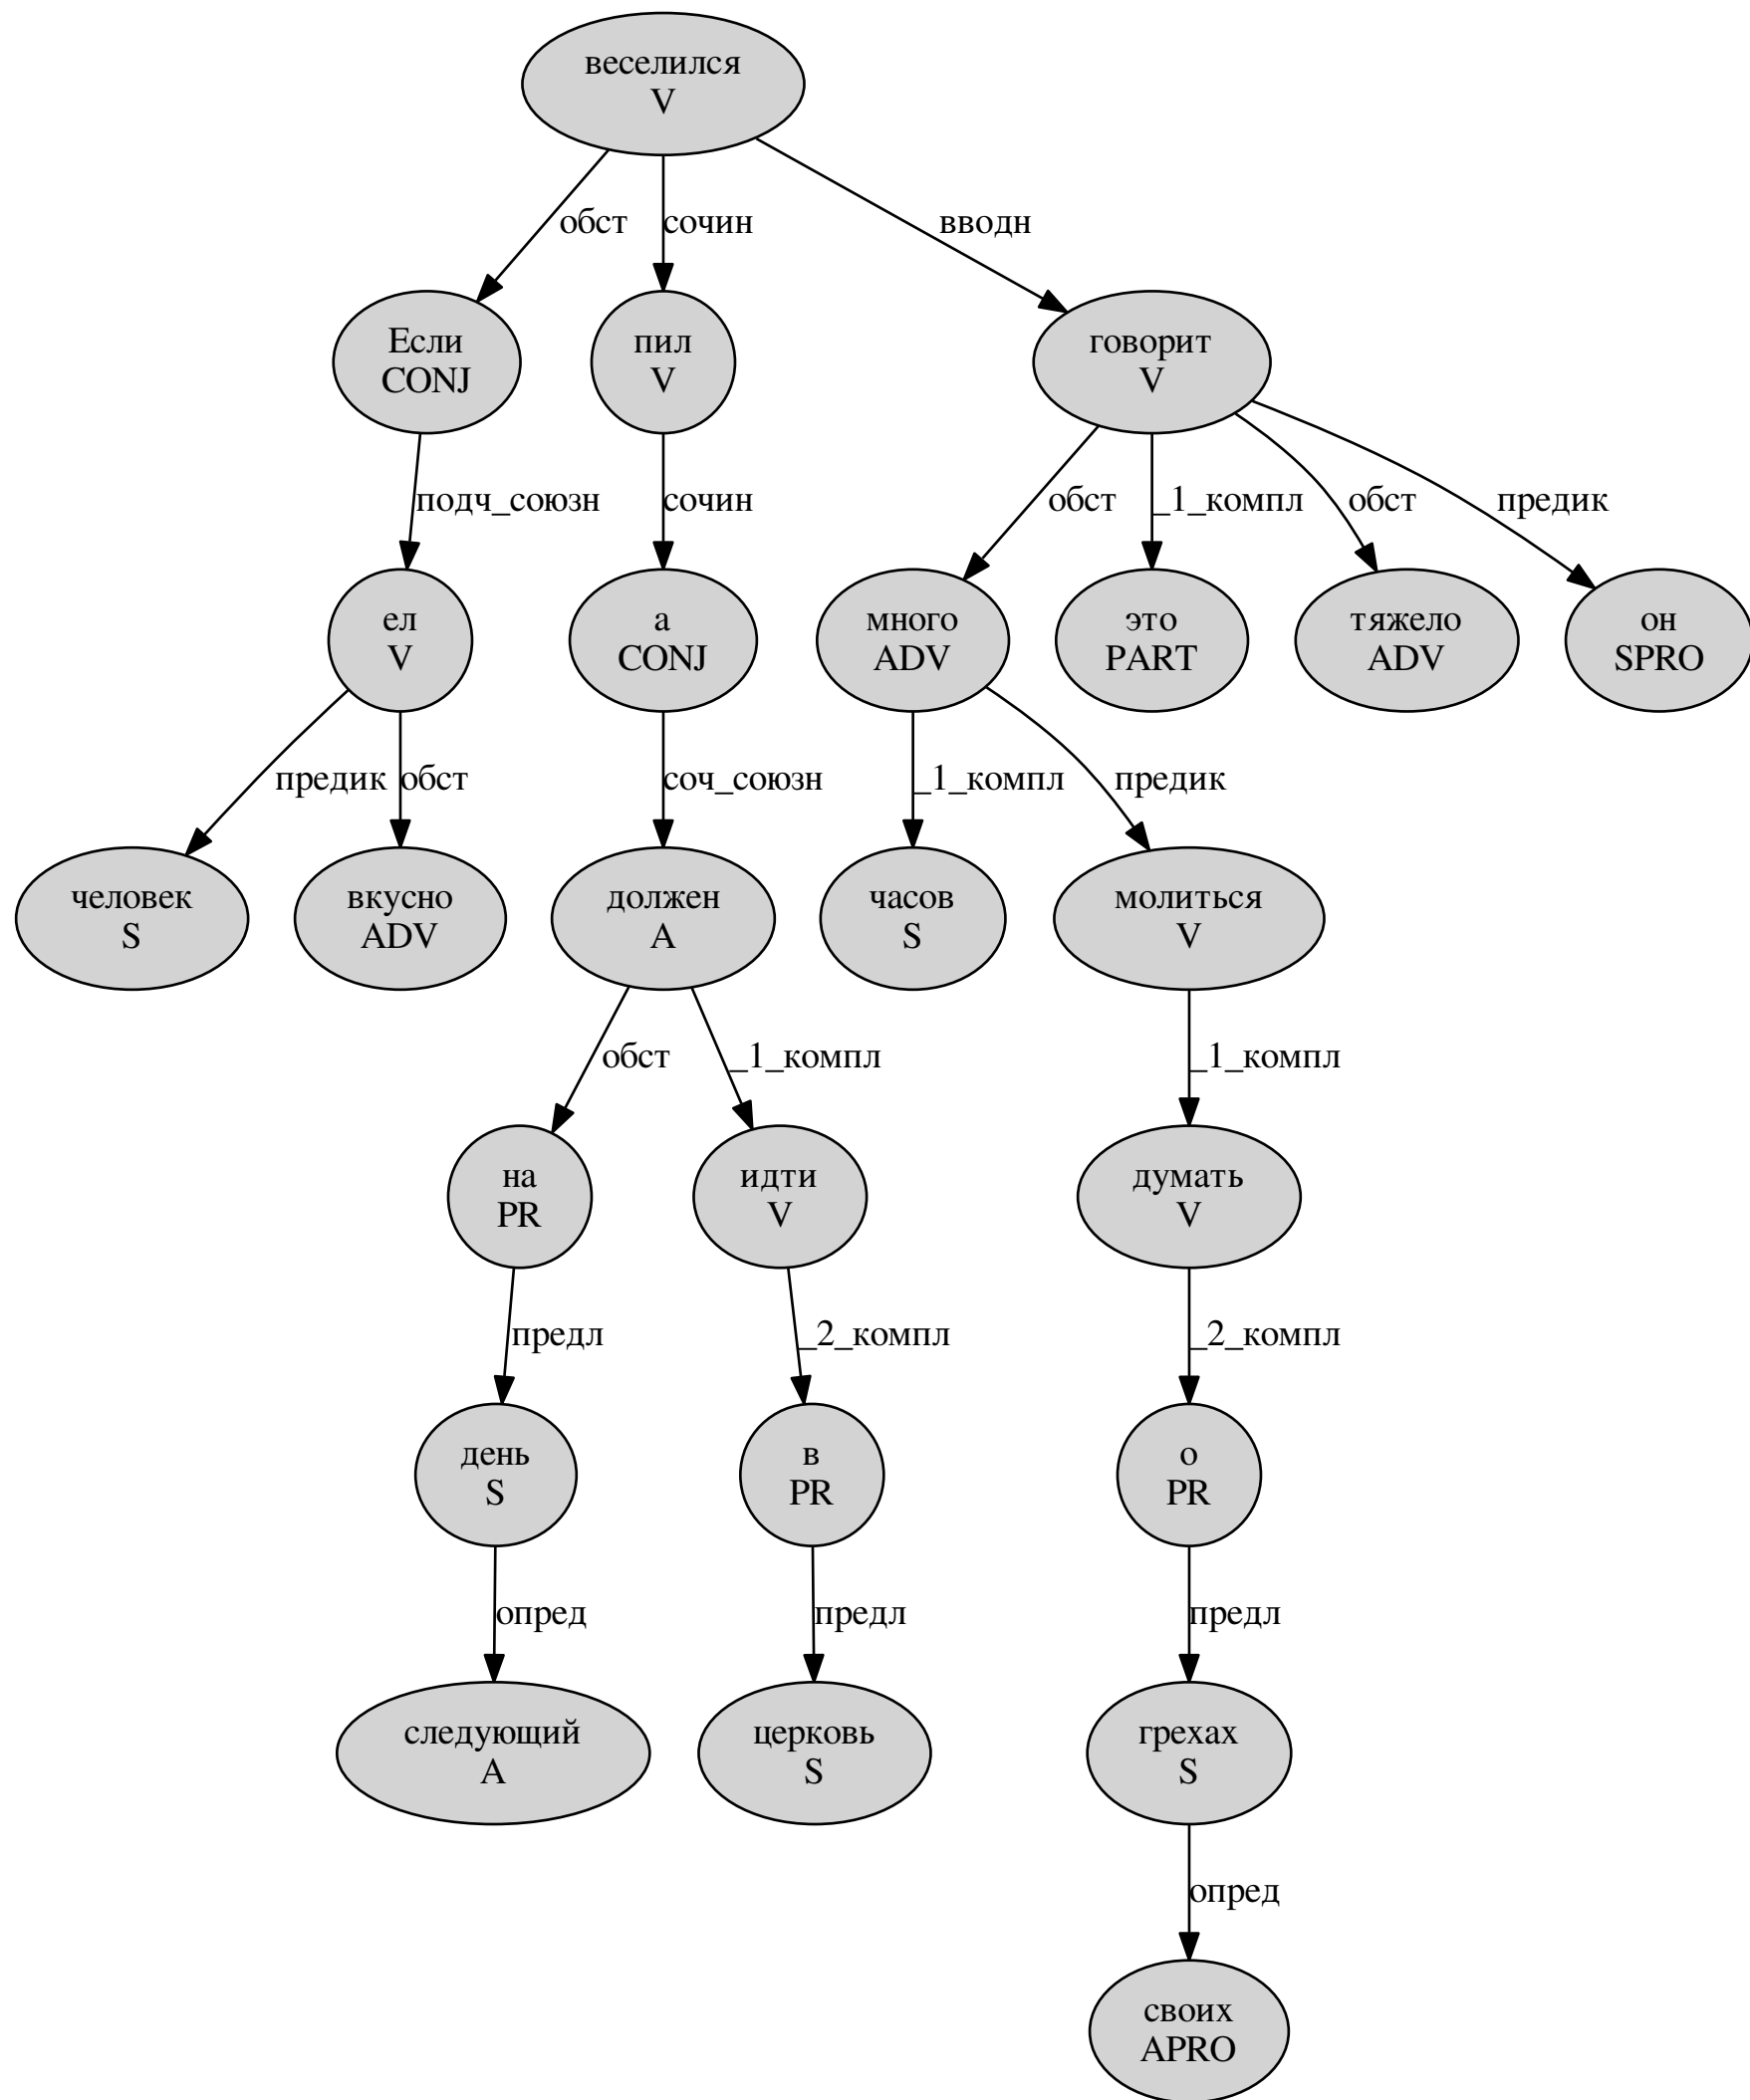 веселился
V
обст
сочин
вводн
Если
CONJ
пил
V
говорит
V
подч_союзн
сочин
обст
_1_компл
обст
предик
ел
V
а
CONJ
много
ADV
это
PART
тяжело
ADV
он
SPRO
предик
обст
соч_союзн
_1_компл
предик
человек
S
вкусно
ADV
должен
A
часов
S
молиться
V
обст
_1_компл
_1_компл
на
PR
идти
V
думать
V
предл
_2_компл
_2_компл
день
S
в
PR
о
PR
опред
предл
предл
следующий
A
церковь
S
грехах
S
опред
своих
APRO